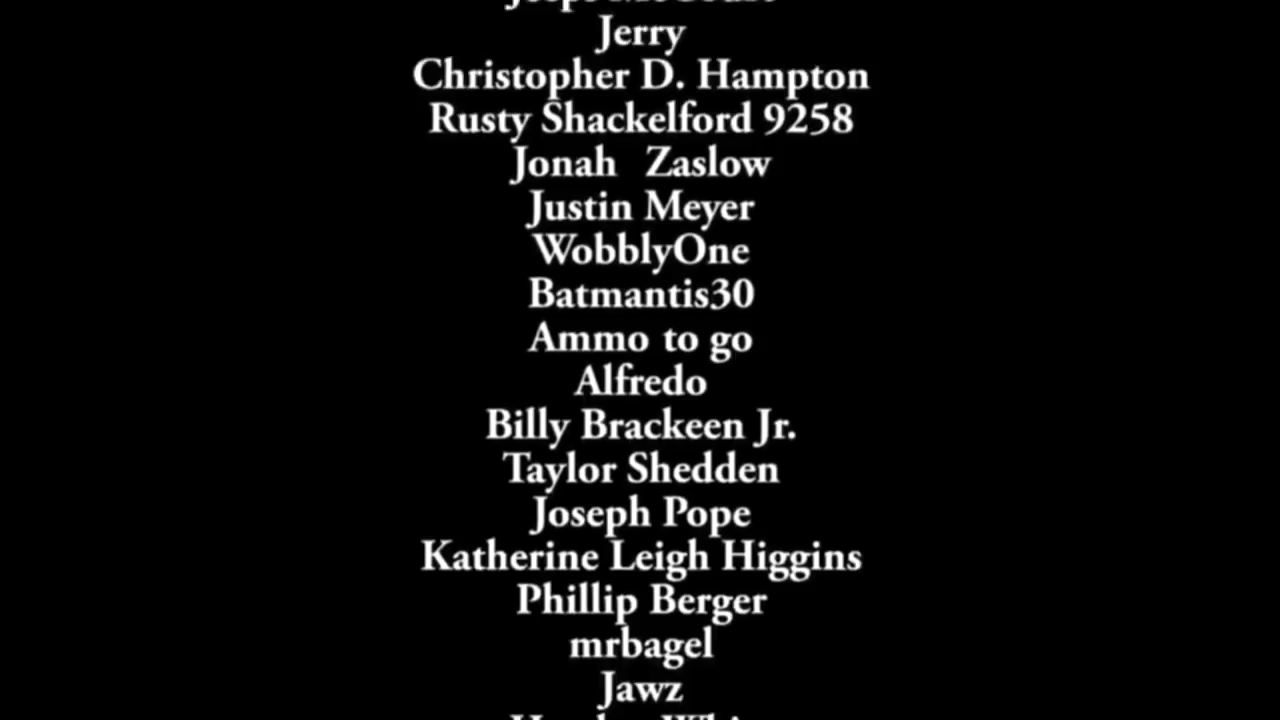 Jerry
Christopher D. Hampton
Rusty Shackelford 9258
Jonah   Zaslow
Justin Meyer
WobblyOne
Batmantis30
Ammo to go
Alfredo
Billy Brackeen Jr.
Taylor Shedden
Joseph Pope
Katherine Leigh Higgins
Phillip Berger
mrbagel
Jawz